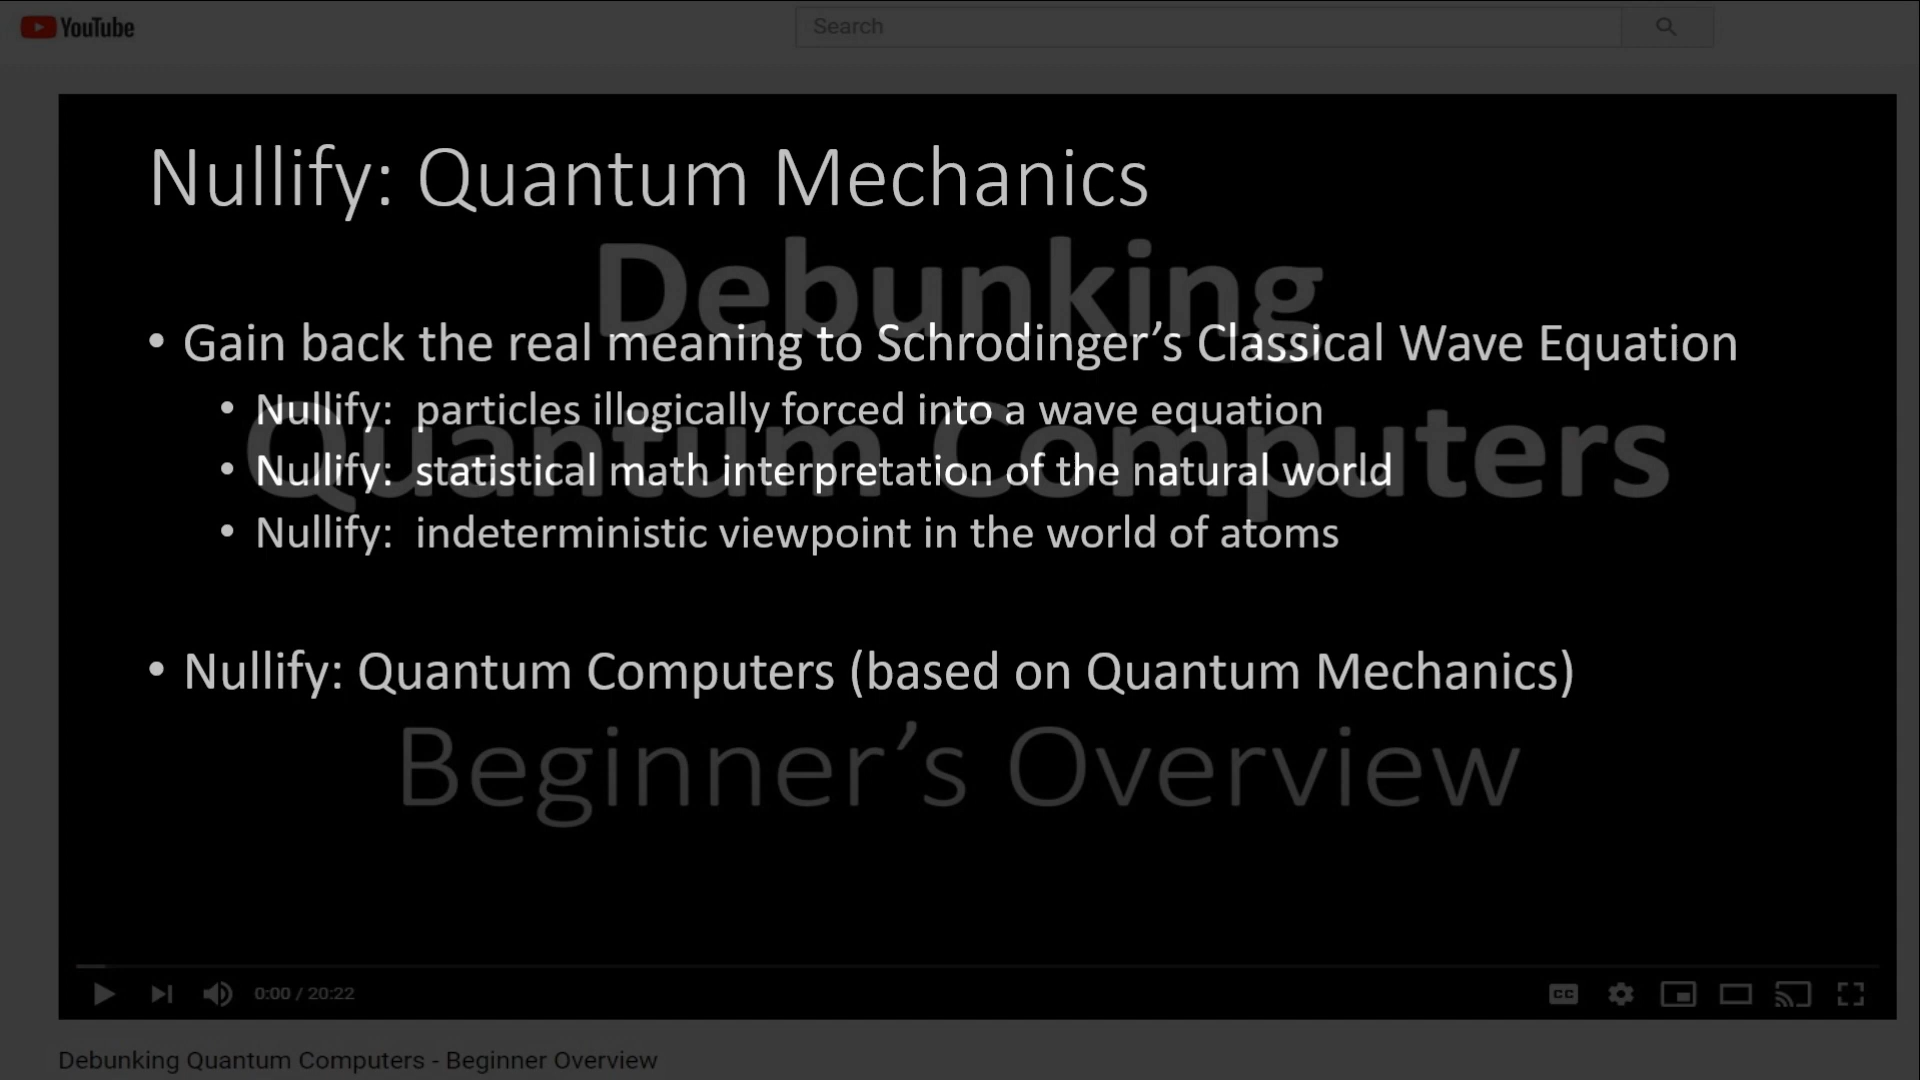 YouTube
Search
Nullify: Quantum Mechanics
Debunking
• Gain back the real meaning to Schrodinger’s Classical Wave Equation
• Nullify: particles illogically forced into a wave equation
Quantum Computers
• Nullify: statistical math interpretation of the natural world
• Nullify: indeterministic viewpoint in the world of atoms
• Nullify: Quantum Computers (based on Quantum Mechanics)
Beginner’s Overview
0:00 / 20:22
CC
Debunking Quantum Computers - Beginner Overview